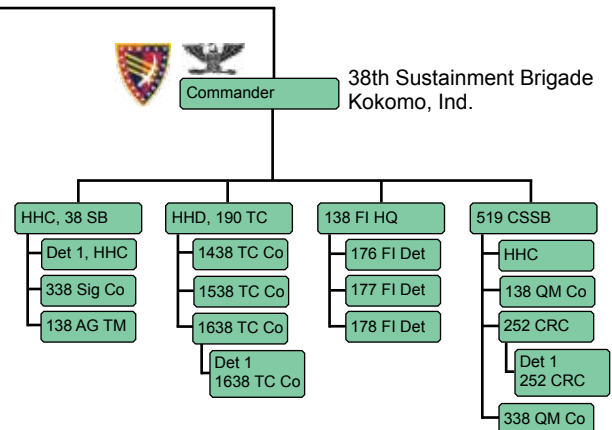 38th Sustainment Brigade
Kokomo, Ind.
Commander
HHC, 38 SB
Det 1, HHC
338 Sig Co
138 AG TM
HHD, 190 TC
1438 TC Co
1538 TC Co
1638 TC Co
Det 1
1638 TC Co
138 FI HQ
176 FI Det
177 FI Det
178 FI Det
519 CSSB
HHC
138 QM Co
252 CRC
Det 1
252 CRC
338 QM Co